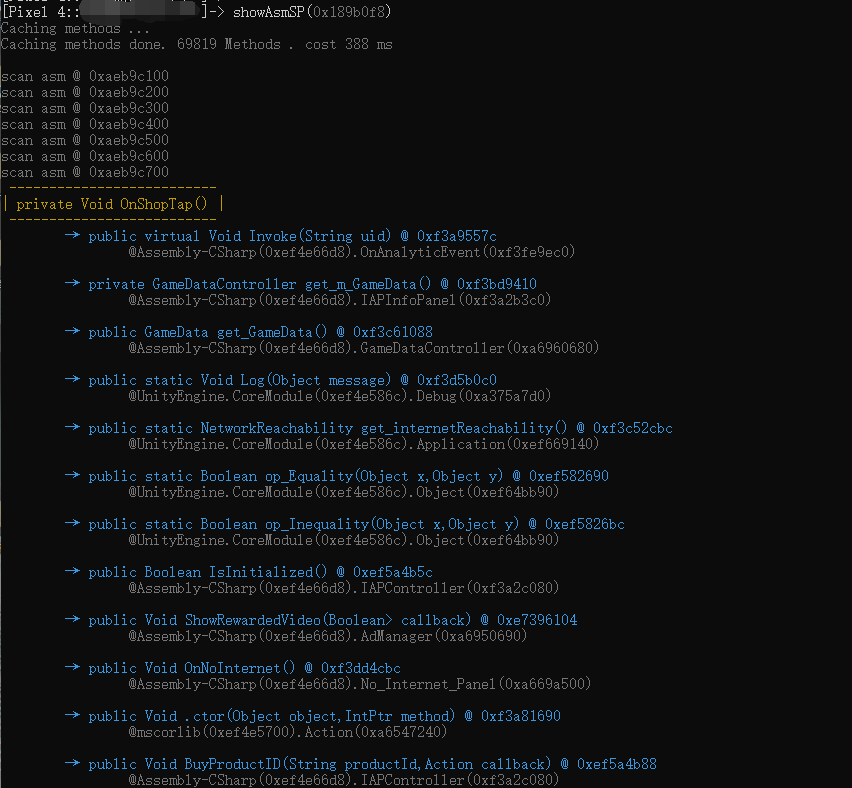 [Pixel 4::]-> showAsmSP(0x189b0f8)
Caching methods ...
Caching methods done. 69819 Methods . cost 388 ms
scan asm @ 0xaeb9c100
scan asm @ 0xaeb9c200
scan asm @ 0xaeb9c300
scan asm @ 0xaeb9c400
scan asm @ 0xaeb9c500
scan asm @ 0xaeb9c600
scan asm @ 0xaeb9c700
--------------------------
| private Void OnShopTap() |
--------------------------
→ public virtual Void Invoke(String uid) @ 0xf3a9557c
@Assembly-CSharp(0xef4e66d8).OnAnalyticEvent(0xf3fe9ec0)
→ private GameDataController get_m_GameData() @ 0xf3bd9410
@Assembly-CSharp(0xef4e66d8).IAPInfoPanel(0xf3a2b3c0)
→ public GameData get_GameData() @ 0xf3c61088
@Assembly-CSharp(0xef4e66d8).GameDataController(0xa6960680)
→ public static Void Log(Object message) @ 0xf3d5b0c0
@UnityEngine.CoreModule(0xef4e586c).Debug(0xa375a7d0)
→ public static NetworkReachability get_internetReachability() @ 0xf3c52cbc
@UnityEngine.CoreModule(0xef4e586c).Application(0xef669140)
→ public static Boolean op_Equality(Object x,Object y) @ 0xef582690
@UnityEngine.CoreModule(0xef4e586c).Object(0xef64bb90)
→ public static Boolean op_Inequality(Object x,Object y) @ 0xef5826bc
@UnityEngine.CoreModule(0xef4e586c).Object(0xef64bb90)
→ public Boolean IsInitialized() @ 0xef5a4b5c
@Assembly-CSharp(0xef4e66d8).IAPController(0xf3a2c080)
→ public Void ShowRewardedVideo(Boolean> callback) @ 0xe7396104
@Assembly-CSharp(0xef4e66d8).AdManager(0xa6950690)
→ public Void OnNoInternet() @ 0xf3dd4cbc
@Assembly-CSharp(0xef4e66d8).No_Internet_Panel(0xa669a500)
→ public Void .ctor(Object object,IntPtr method) @ 0xf3a81690
@mscorlib(0xef4e5700).Action(0xa6547240)
→ public Void BuyProductID(String productId,Action callback) @ 0xef5a4b88
@Assembly-CSharp(0xef4e66d8).IAPController(0xf3a2c080)